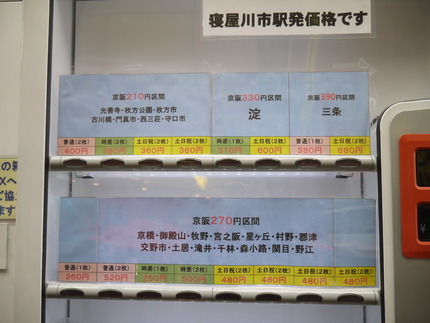 寝屋川市駅発価格です
京阪210円区間
光善寺・枚方公園・枚方市
古川橋・門真市・西三荘・守口市
京阪330円区間
淀
京阪390円区間
三条
普通(2枚) 時差(2枚) 土日祝(2枚) 土日祝(2枚) 時差(1枚) 土日祝(2枚) 普通(1枚) 土日祝(2枚)
400円 380円 360円 360円 310円 600円 380円 680円
京阪270円区間
京橋・御殿山・牧野・宮之阪・星ヶ丘・村野・郡津
交野市・土居・滝井・千林・森小路・関目・野江
普通(1枚) 普通(2枚) 時差(1枚) 時差(2枚) 土日祝(2枚) 土日祝(2枚) 土日祝(2枚) 土日祝(2枚)
260円 520円 250円 500円 480円 480円 480円 480円